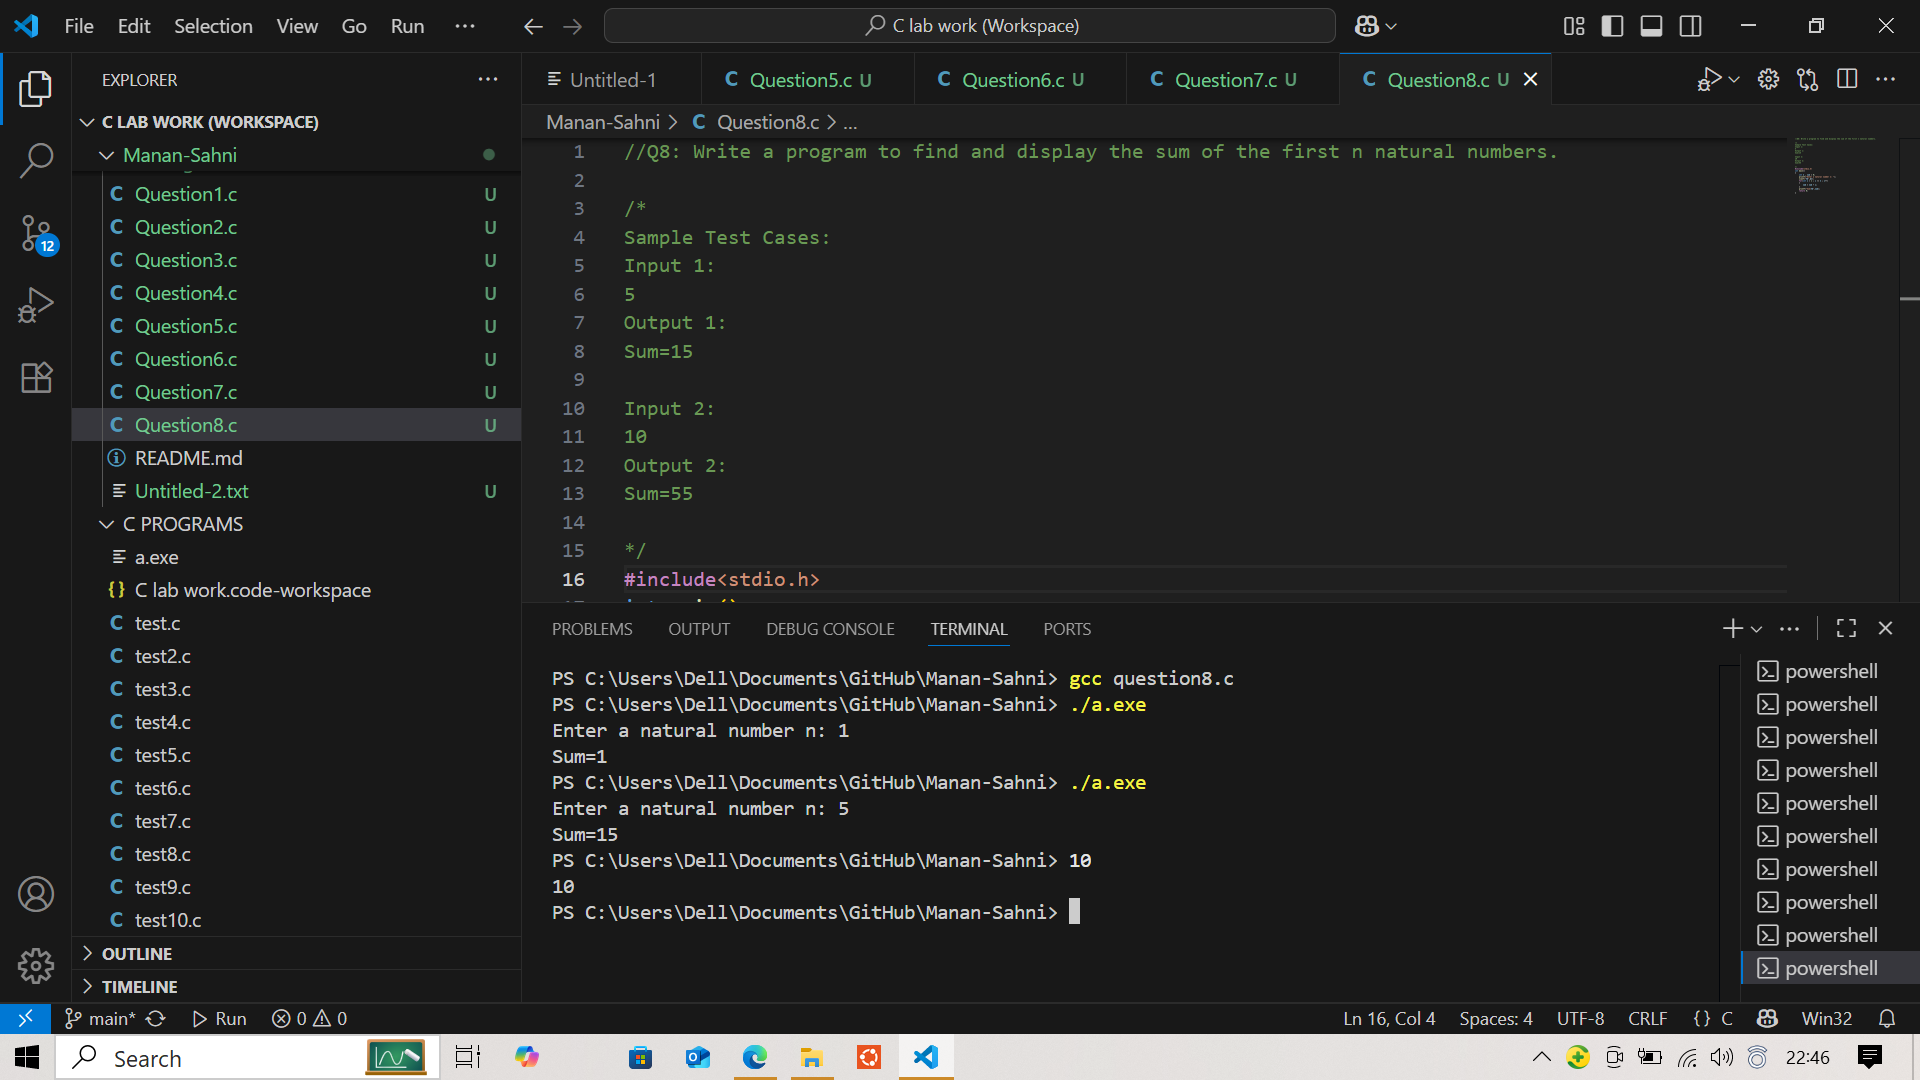 File Edit Selection View Go Run ··· C lab work (Workspace)
EXPLORER ···
C LAB WORK (WORKSPACE)
Manan-Sahni
C Question1.c U
C Question2.c U
C Question3.c U
C Question4.c U
C Question5.c U
C Question6.c U
C Question7.c U
C Question8.c U
README.md
Untitled-2.txt U
C PROGRAMS
a.exe
{} C lab work.code-workspace
C test.c
C test2.c
C test3.c
C test4.c
C test5.c
C test6.c
C test7.c
C test8.c
C test9.c
C test10.c
OUTLINE
TIMELINE
12
Untitled-1 C Question5.c U C Question6.c U C Question7.c U C Question8.c U
Manan-Sahni > C Question8.c > ...
1 //Q8: Write a program to find and display the sum of the first n natural numbers.
2
3 /*
4 Sample Test Cases:
5 Input 1:
6 5
7 Output 1:
8 Sum=15
9
10 Input 2:
11 10
12 Output 2:
13 Sum=55
14
15 */
16 #include<stdio.h>
PROBLEMS OUTPUT DEBUG CONSOLE TERMINAL PORTS
PS C:\Users\Dell\Documents\GitHub\Manan-Sahni> gcc question8.c
PS C:\Users\Dell\Documents\GitHub\Manan-Sahni> ./a.exe
Enter a natural number n: 1
Sum=1
PS C:\Users\Dell\Documents\GitHub\Manan-Sahni> ./a.exe
Enter a natural number n: 5
Sum=15
PS C:\Users\Dell\Documents\GitHub\Manan-Sahni> 10
10
PS C:\Users\Dell\Documents\GitHub\Manan-Sahni>
powershell
powershell
powershell
powershell
powershell
powershell
powershell
powershell
powershell
powershell
main* Run 0 0 Ln 16, Col 4 Spaces: 4 UTF-8 CRLF {} C Win32
Search 22:46